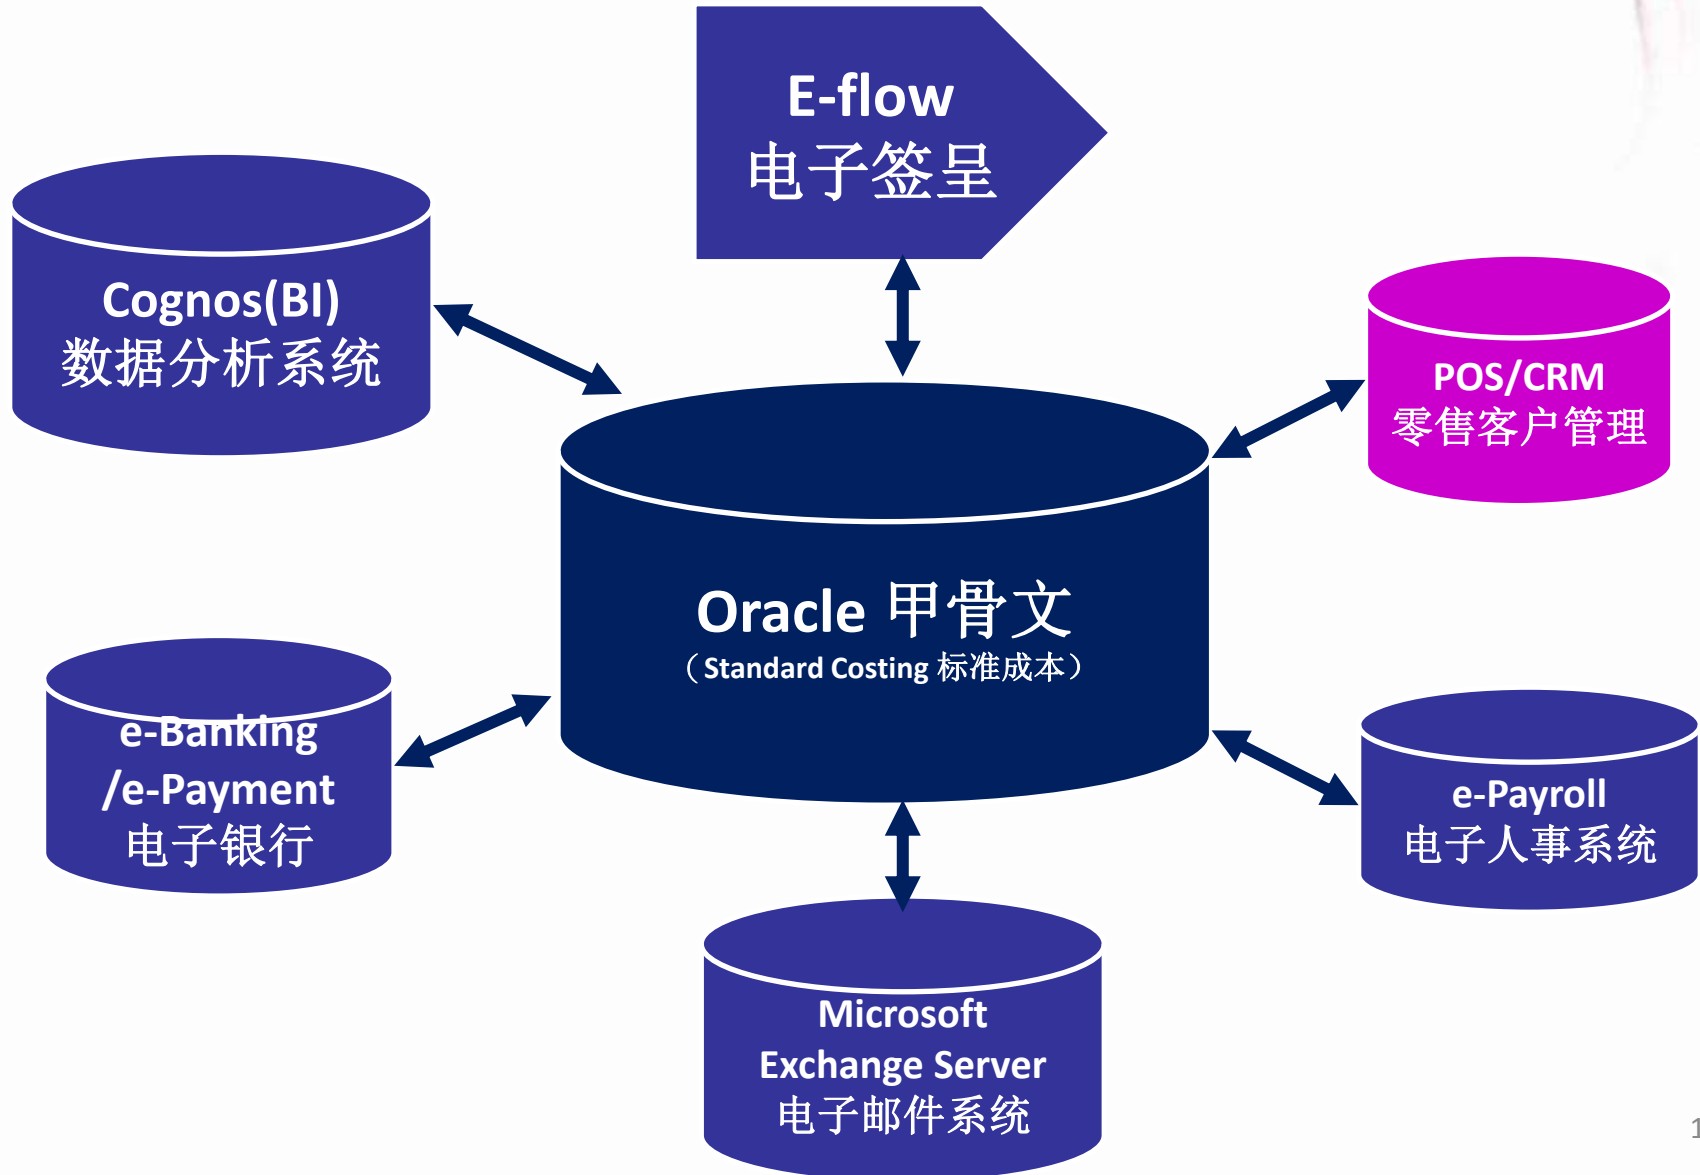 E-flow
电子签呈
Cognos(BI)
数据分析系统
POS/CRM
零售客户管理
Oracle 甲骨文
（Standard Costing 标准成本）
e-Banking
/e-Payment
电子银行
e-Payroll
电子人事系统
Microsoft
Exchange Server
电子邮件系统
1